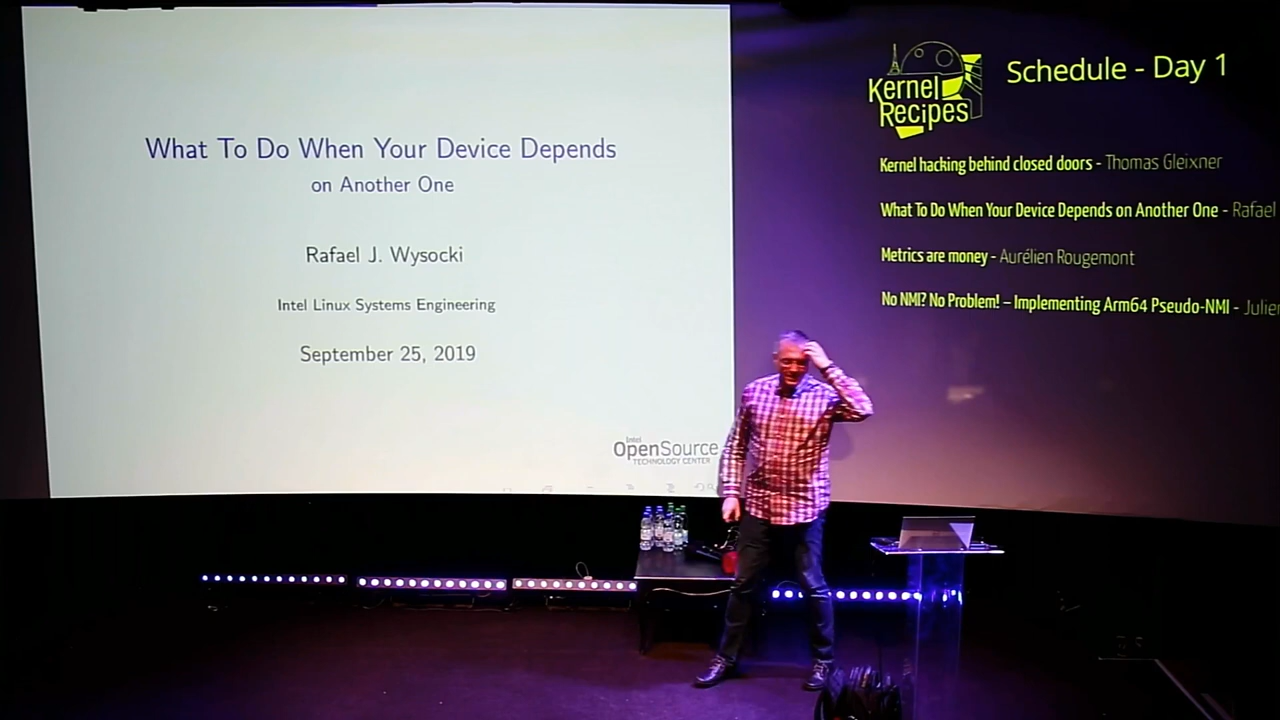 What To Do When Your Device Depends
on Another One
Rafael J. Wysocki
Intel Linux Systems Engineering
September 25, 2019
Intel
OpenSource
TECHNOLOGY CENTER
Kernel
Recipes
Schedule - Day 1
Kernel hacking behind closed doors - Thomas Gleixner
What To Do When Your Device Depends on Another One - Rafael
Metrics are money - Aurélien Rougemont
No NMI? No Problem! – Implementing Arm64 Pseudo-NMI - Julien